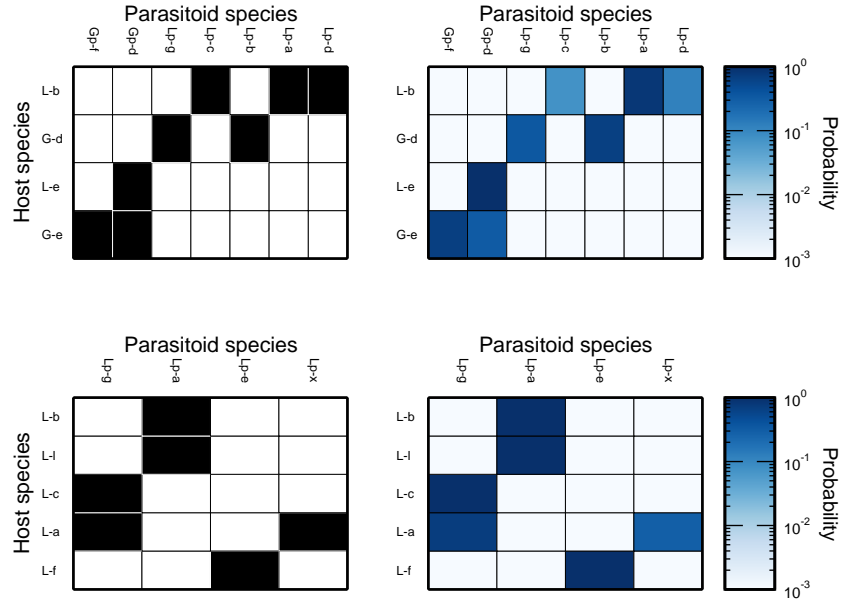 Parasitoid species
Parasitoid species
Gp-f Gp-d Lp-g Lp-c Lp-b Lp-a Lp-d
Gp-f Gp-d Lp-g Lp-c Lp-b Lp-a Lp-d
Host species
L-b
G-d
L-e
G-e
L-b
G-d
L-e
G-e
10^0
10^-1
10^-2
10^-3
Probability
Parasitoid species
Parasitoid species
Lp-g Lp-a Lp-e Lp-x
Lp-g Lp-a Lp-e Lp-x
Host species
L-b
L-l
L-c
L-a
L-f
L-b
L-l
L-c
L-a
L-f
10^0
10^-1
10^-2
10^-3
Probability